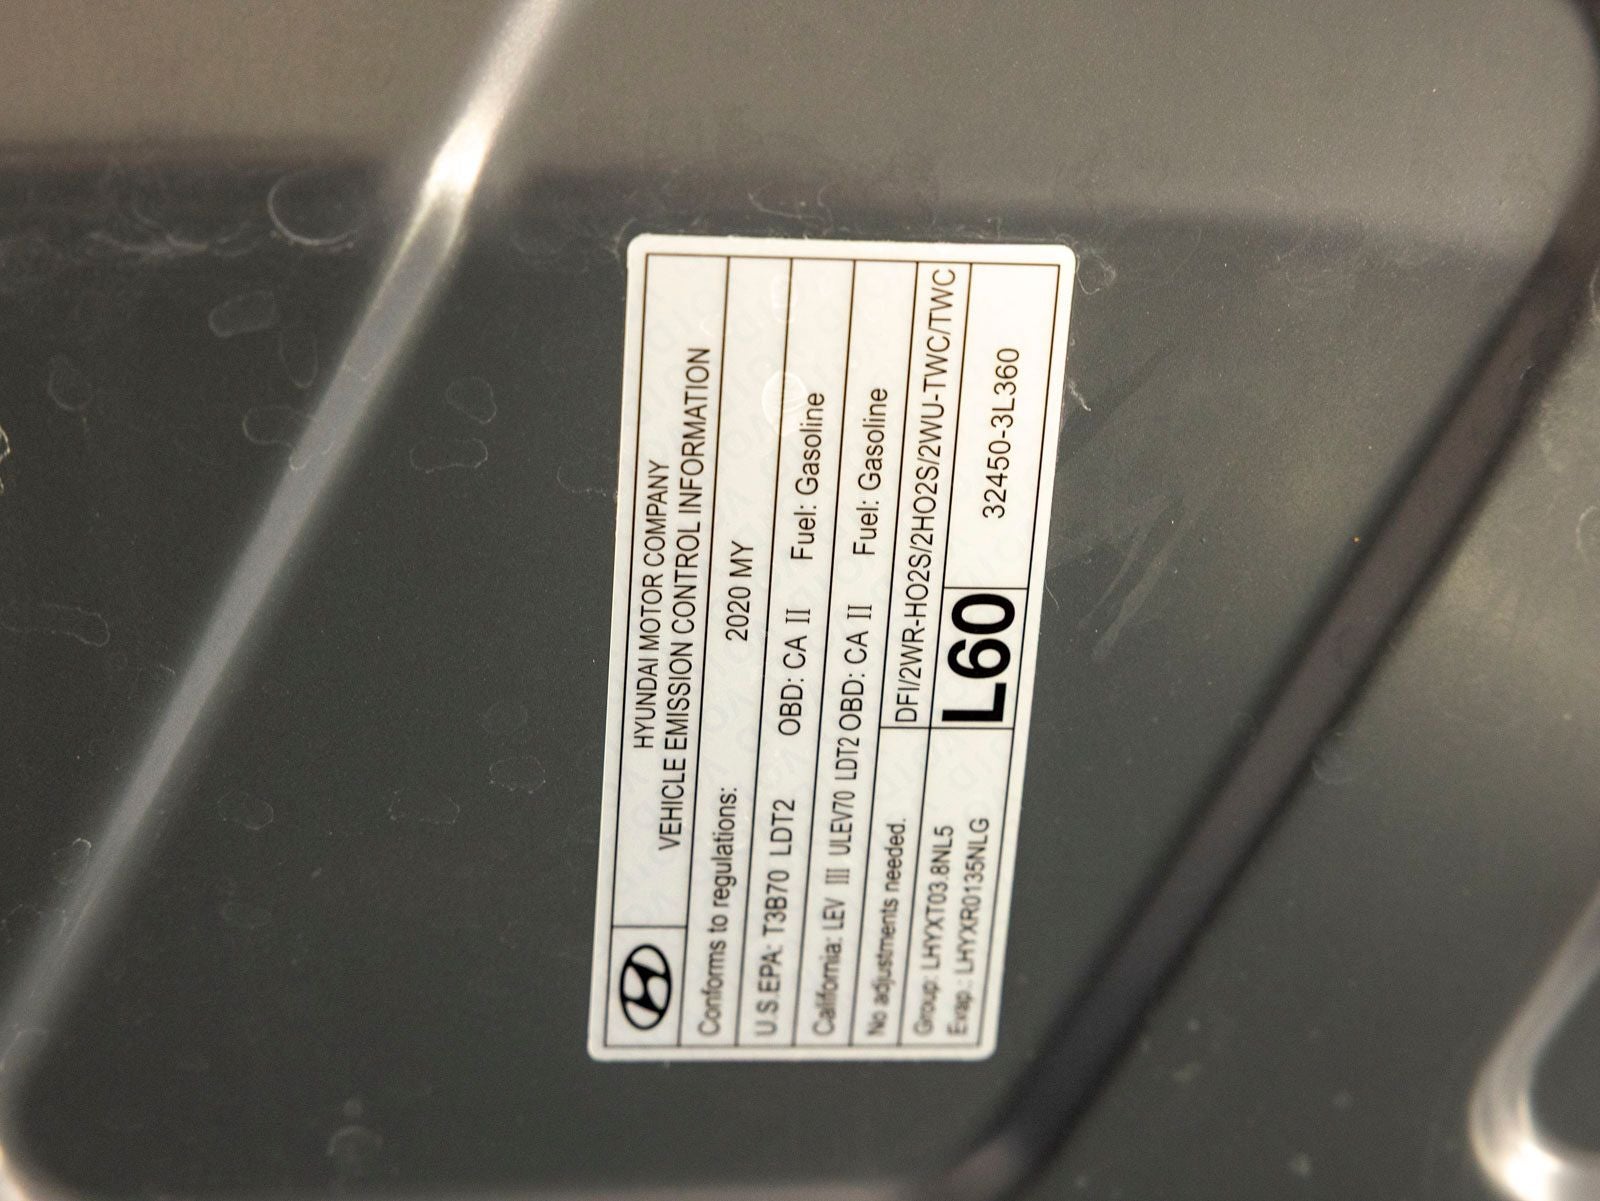 HYUNDAI MOTOR COMPANY
VEHICLE EMISSION CONTROL INFORMATION
Conforms to regulations: 2020 MY
U.S.EPA: T3B70 LDT2 OBD: CA II Fuel: Gasoline
California: LEV III ULEV70 LDT2 OBD: CA II Fuel: Gasoline
No adjustments needed.
DFI/2WR-HO2S/2HO2S/2WU-TWC/TWC
Group: LHYXT03.8NL5
Evap.: LHYXR0135NLG
L60
32450-3L360